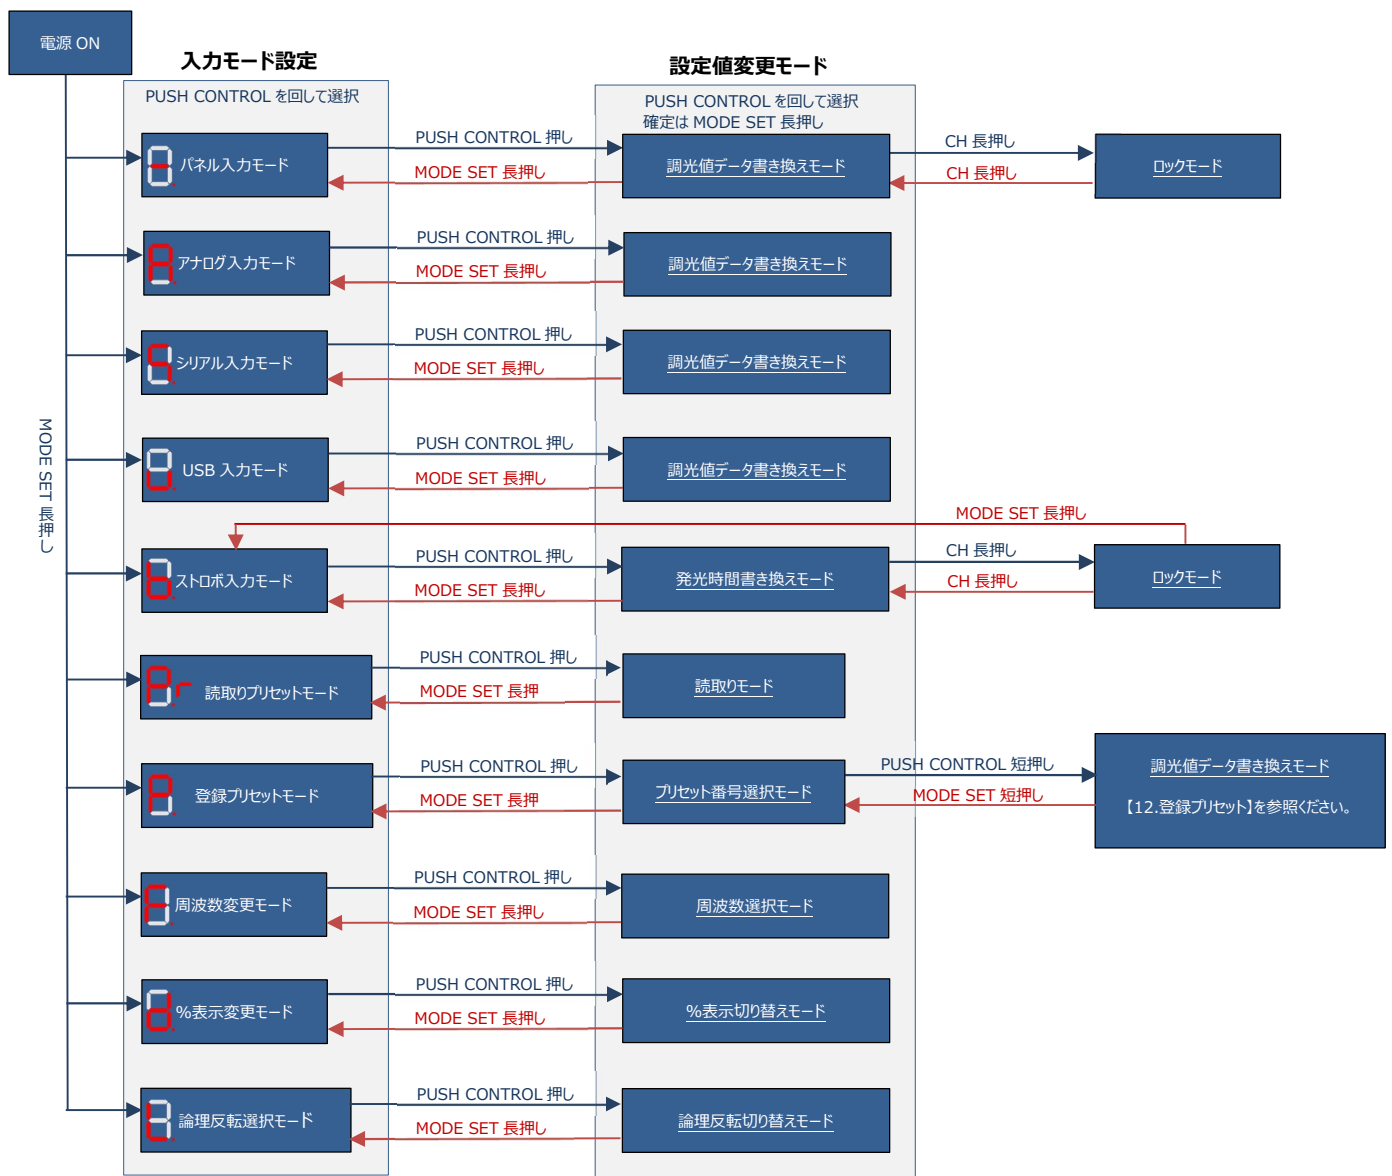 電源 ON
入力モード設定
設定値変更モード
PUSH CONTROL を回して選択
PUSH CONTROL を回して選択
確定は MODE SET 長押し
MODE SET 長押し
パネル入力モード
PUSH CONTROL 押し
MODE SET 長押し
調光値データ書き換えモード
CH 長押し
CH 長押し
ロックモード
A アナログ入力モード
PUSH CONTROL 押し
MODE SET 長押し
調光値データ書き換えモード
S シリアル入力モード
PUSH CONTROL 押し
MODE SET 長押し
調光値データ書き換えモード
u USB 入力モード
PUSH CONTROL 押し
MODE SET 長押し
調光値データ書き換えモード
MODE SET 長押し
b ストロボ入力モード
PUSH CONTROL 押し
MODE SET 長押し
発光時間書き換えモード
CH 長押し
CH 長押し
ロックモード
Pr 読取りプリセットモード
PUSH CONTROL 押し
MODE SET 長押
読取りモード
P 登録プリセットモード
PUSH CONTROL 押し
MODE SET 長押
プリセット番号選択モード
PUSH CONTROL 短押し
MODE SET 短押し
調光値データ書き換えモード
【12.登録プリセット】を参照ください。
F 周波数変更モード
PUSH CONTROL 押し
MODE SET 長押し
周波数選択モード
d %表示変更モード
PUSH CONTROL 押し
MODE SET 長押し
%表示切り替えモード
L 論理反転選択モード
PUSH CONTROL 押し
MODE SET 長押し
論理反転切り替えモード